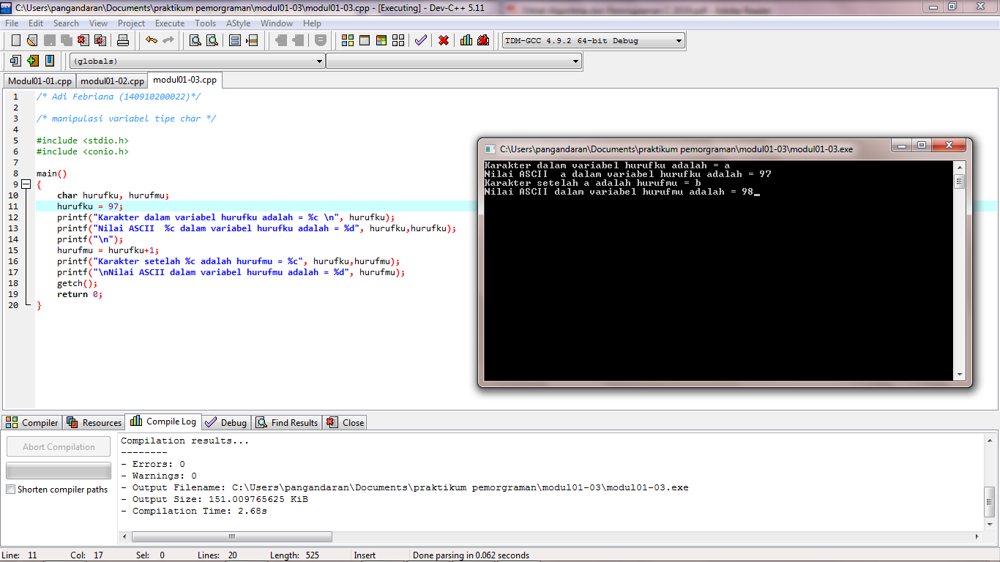 C:\Users\pangandaran\Documents\praktikum pemorgraman\modul01-03\modul01-03.cpp - [Executing] - Dev-C++ 5.11
File Edit Search View Project Execute Tools AStyle Window Help
TDM-GCC 4.9.2 64-bit Debug
(globals)
Modul01-01.cpp modul01-02.cpp modul01-03.cpp
1 /* Adi Febriana (140910200022)*/
2
3 /* manipulasi variabel tipe char */
4
5 #include <stdio.h>
6 #include <conio.h>
7
8 main()
9 {
10 char hurufku, hurufmu;
11 hurufku = 97;
12 printf("Karakter dalam variabel hurufku adalah = %c \n", hurufku);
13 printf("Nilai ASCII  %c dalam variabel hurufku adalah = %d", hurufku,hurufku);
14 printf("\n");
15 hurufmu = hurufku+1;
16 printf("Karakter setelah %c adalah hurufmu = %c", hurufku,hurufmu);
17 printf("\nNilai ASCII dalam variabel hurufmu adalah = %d", hurufmu);
18 getch();
19 return 0;
20 }
C:\Users\pangandaran\Documents\praktikum pemorgraman\modul01-03\modul01-03.exe
Karakter dalam variabel hurufku adalah = a
Nilai ASCII  a dalam variabel hurufku adalah = 97
Karakter setelah a adalah hurufmu = b
Nilai ASCII dalam variabel hurufmu adalah = 98_
Compiler Resources Compile Log Debug Find Results Close
Abort Compilation
Shorten compiler paths
Compilation results...
--------
- Errors: 0
- Warnings: 0
- Output Filename: C:\Users\pangandaran\Documents\praktikum pemorgraman\modul01-03\modul01-03.exe
- Output Size: 151.009765625 KiB
- Compilation Time: 2.68s
Line: 11 Col: 17 Sel: 0 Lines: 20 Length: 525 Insert Done parsing in 0.062 seconds